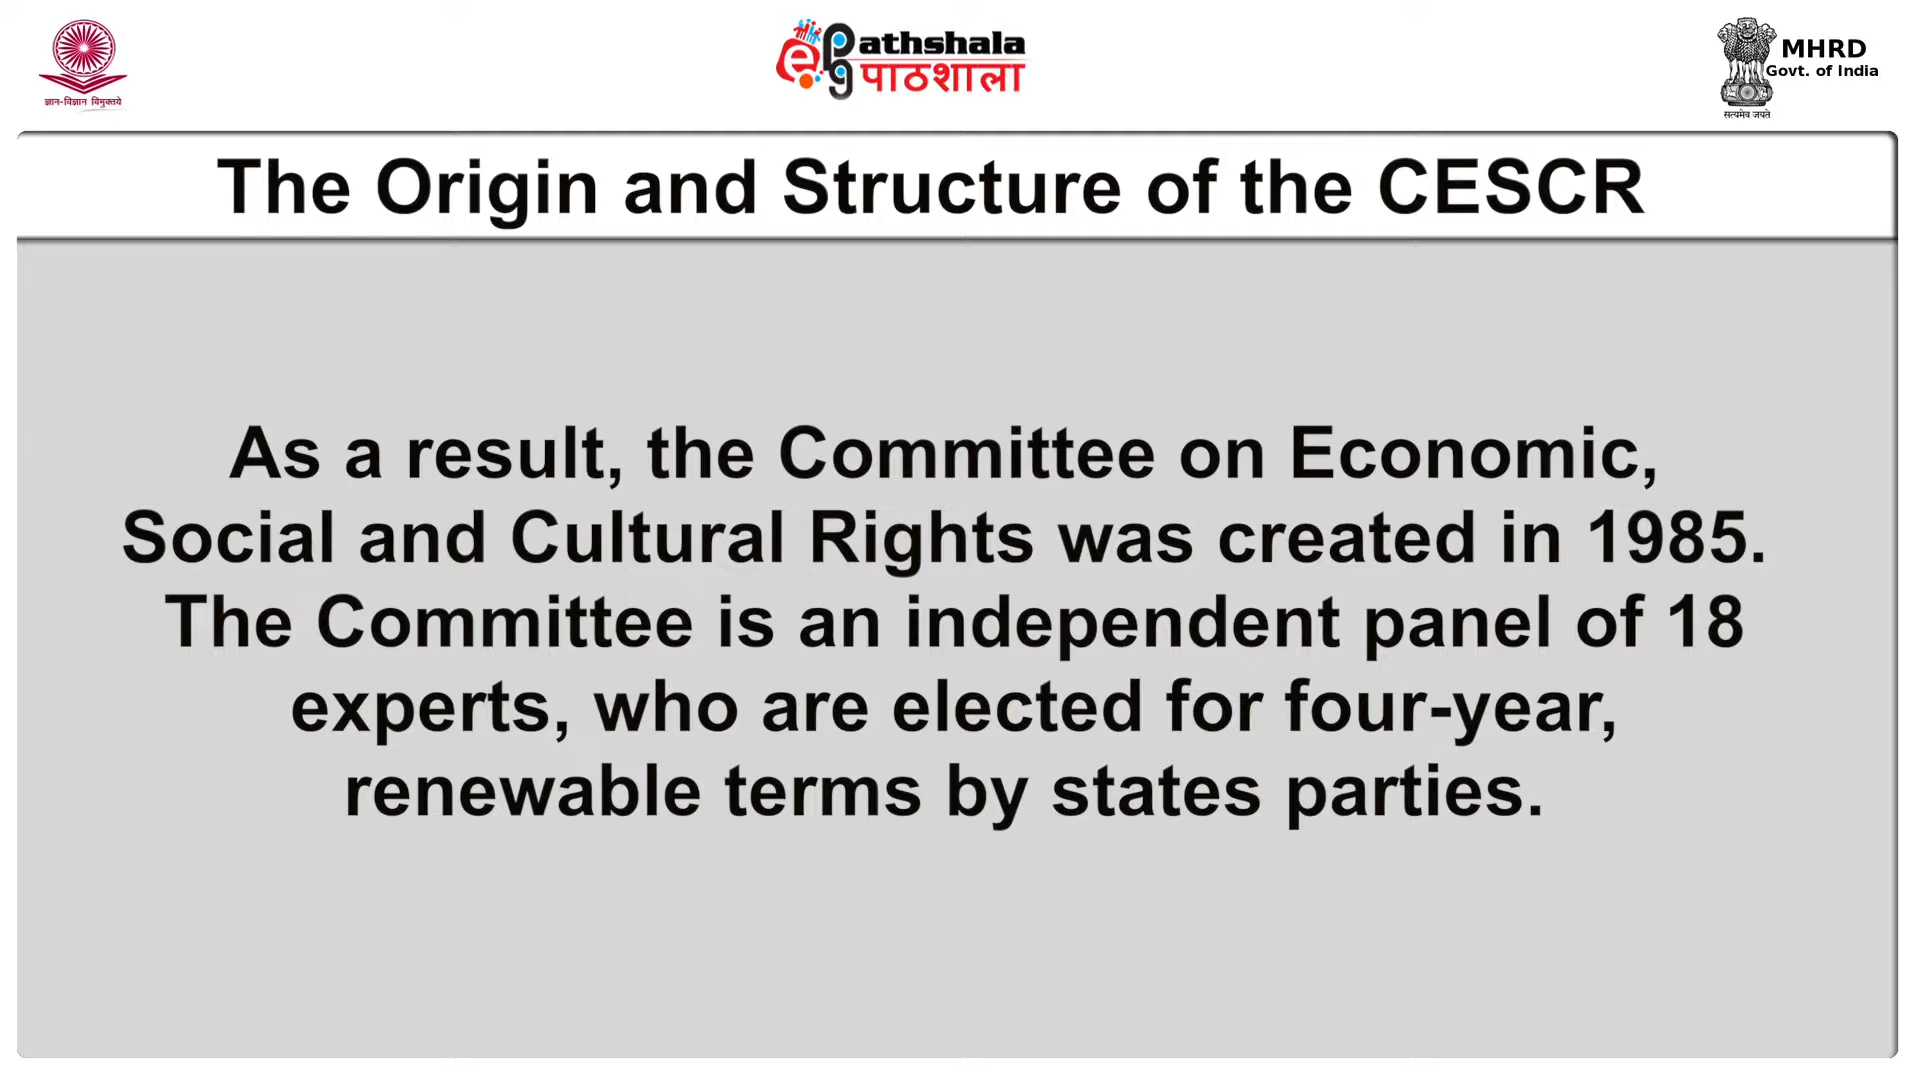 ज्ञान-विज्ञान विमुक्तये
ePG athshala
पाठशाला
MHRD
Govt. of India
सत्यमेव जयते
The Origin and Structure of the CESCR
As a result, the Committee on Economic,
Social and Cultural Rights was created in 1985.
The Committee is an independent panel of 18
experts, who are elected for four-year,
renewable terms by states parties.